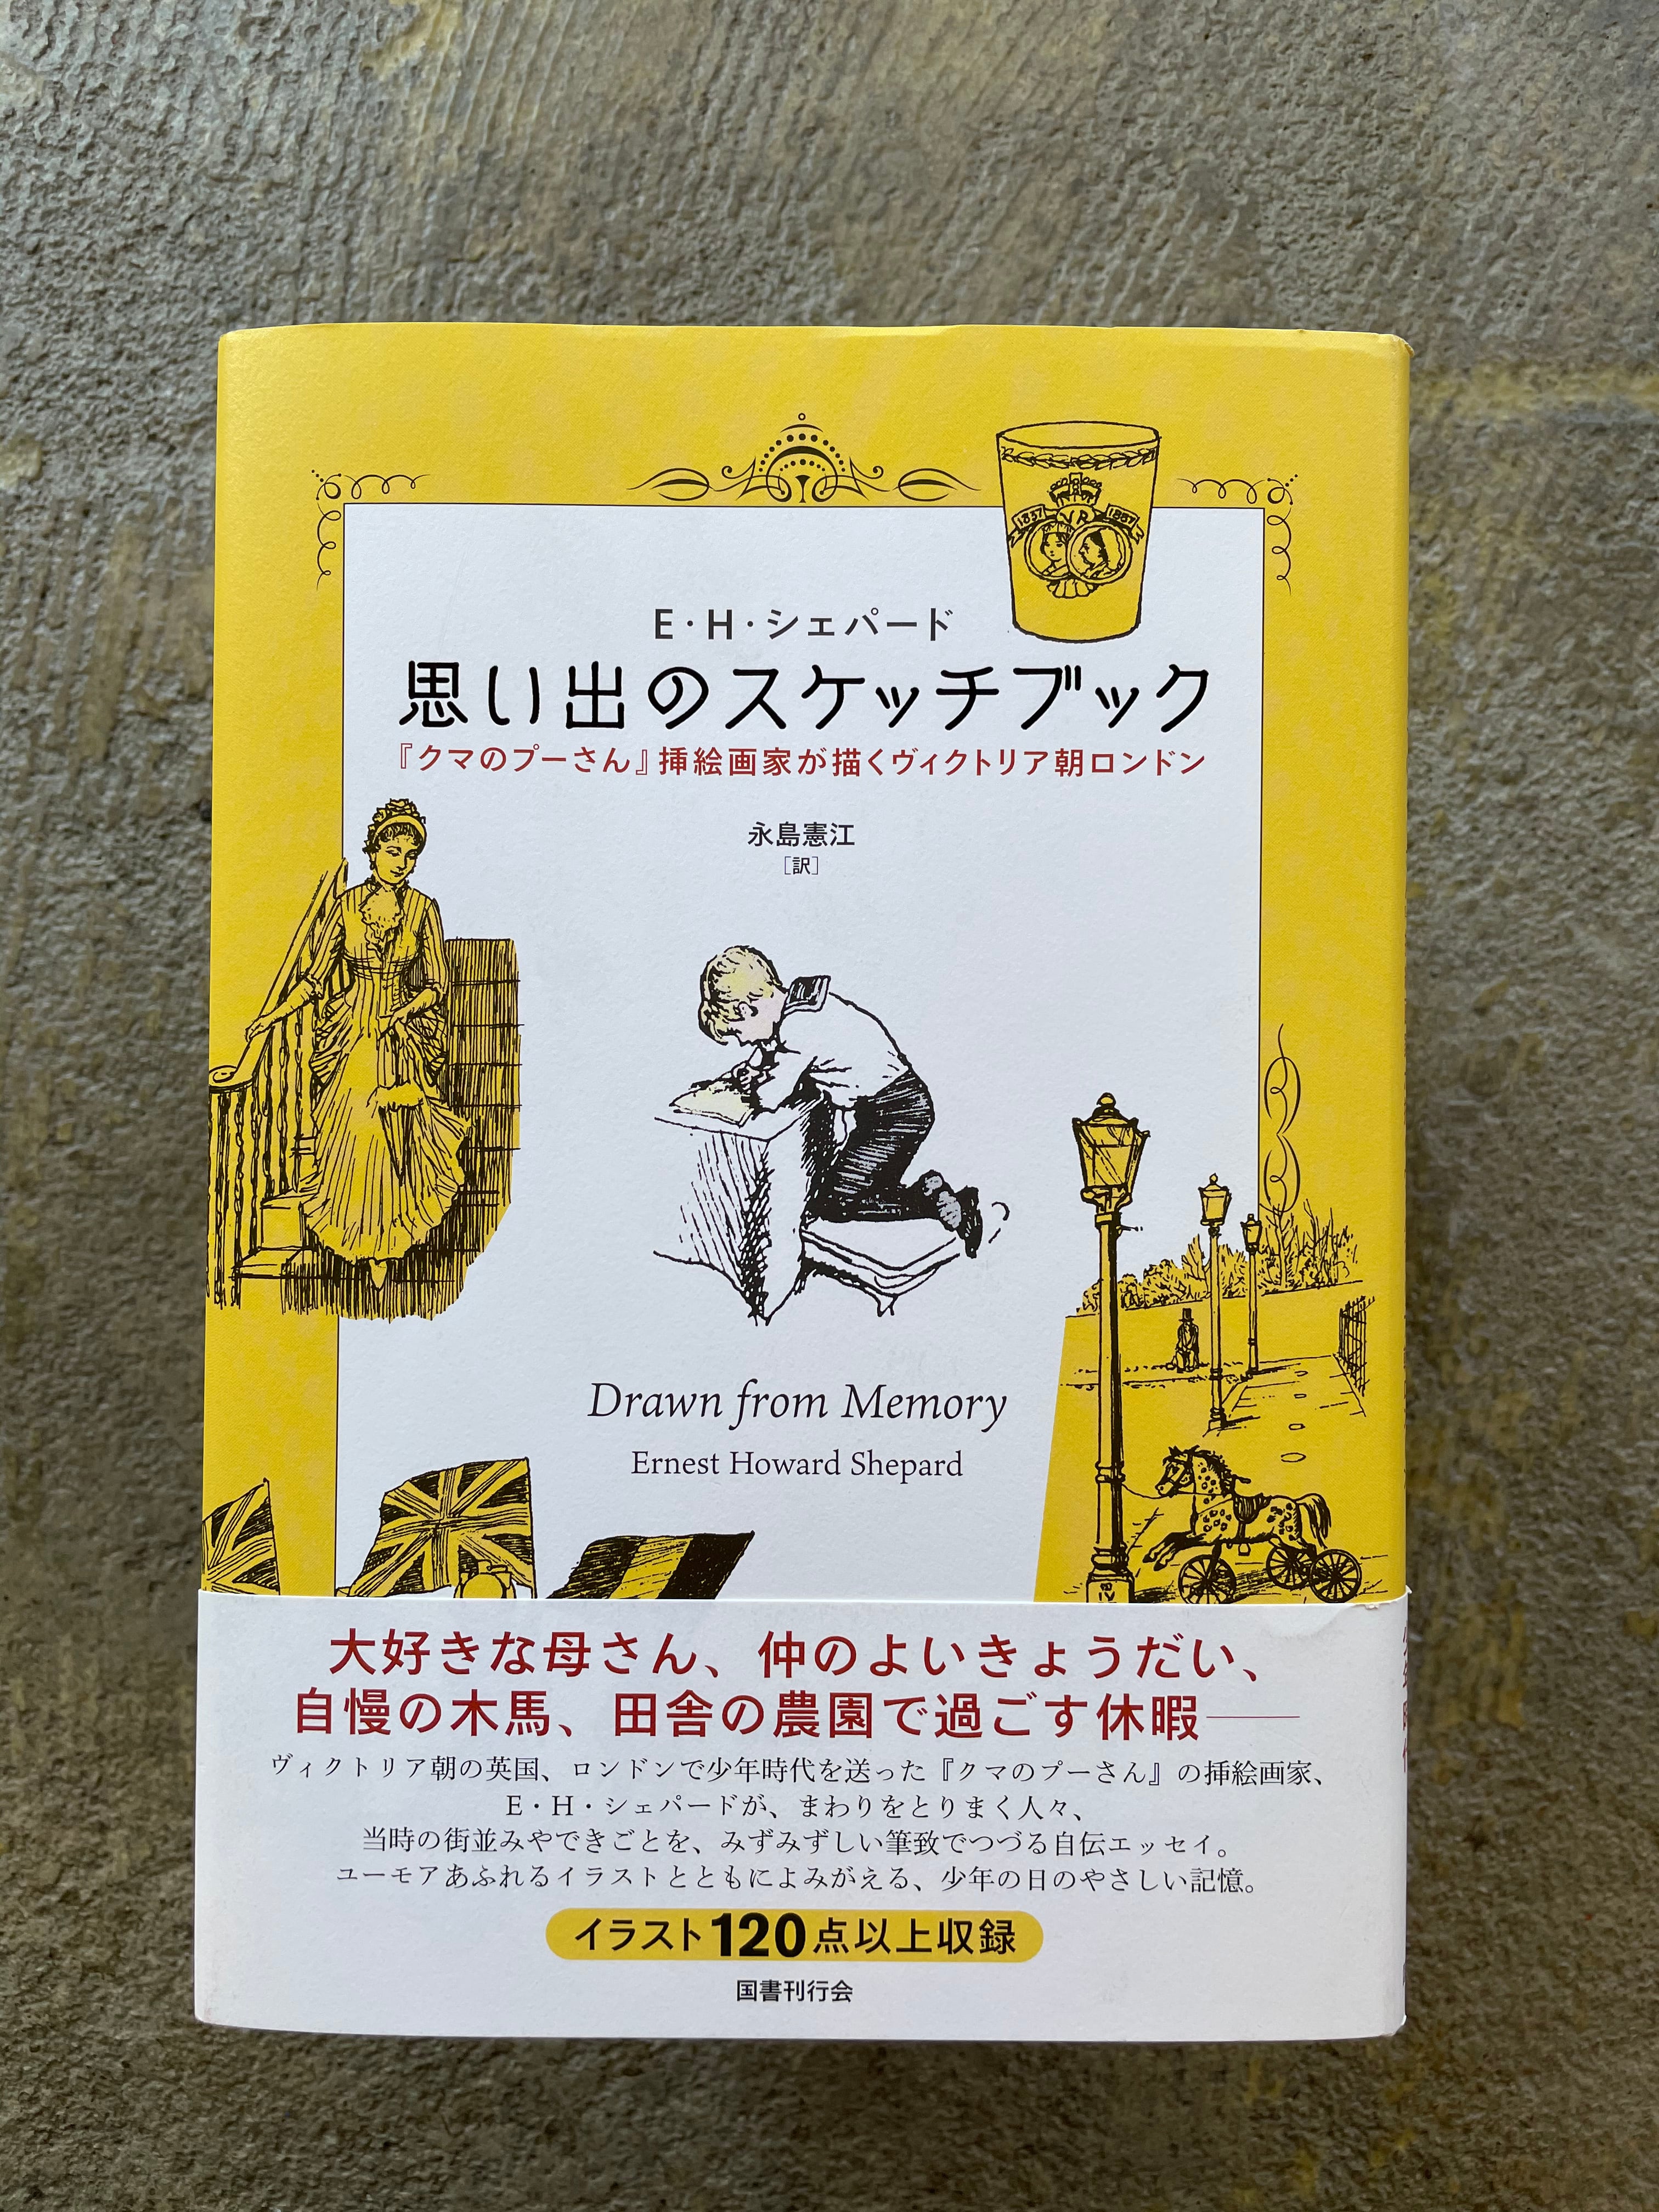 1837 VR 1887
E・H・シェパード
思い出のスケッチブック
『クマのプーさん』挿絵画家が描くヴィクトリア朝ロンドン
永島憲江
［訳］
Drawn from Memory
Ernest Howard Shepard
大好きな母さん、仲のよいきょうだい、
自慢の木馬、田舎の農園で過ごす休暇――
ヴィクトリア朝の英国、ロンドンで少年時代を送った『クマのプーさん』の挿絵画家、
E・H・シェパードが、まわりをとりまく人々、
当時の街並みやできごとを、みずみずしい筆致でつづる自伝エッセイ。
ユーモアあふれるイラストとともによみがえる、少年の日のやさしい記憶。
イラスト120点以上収録
国書刊行会